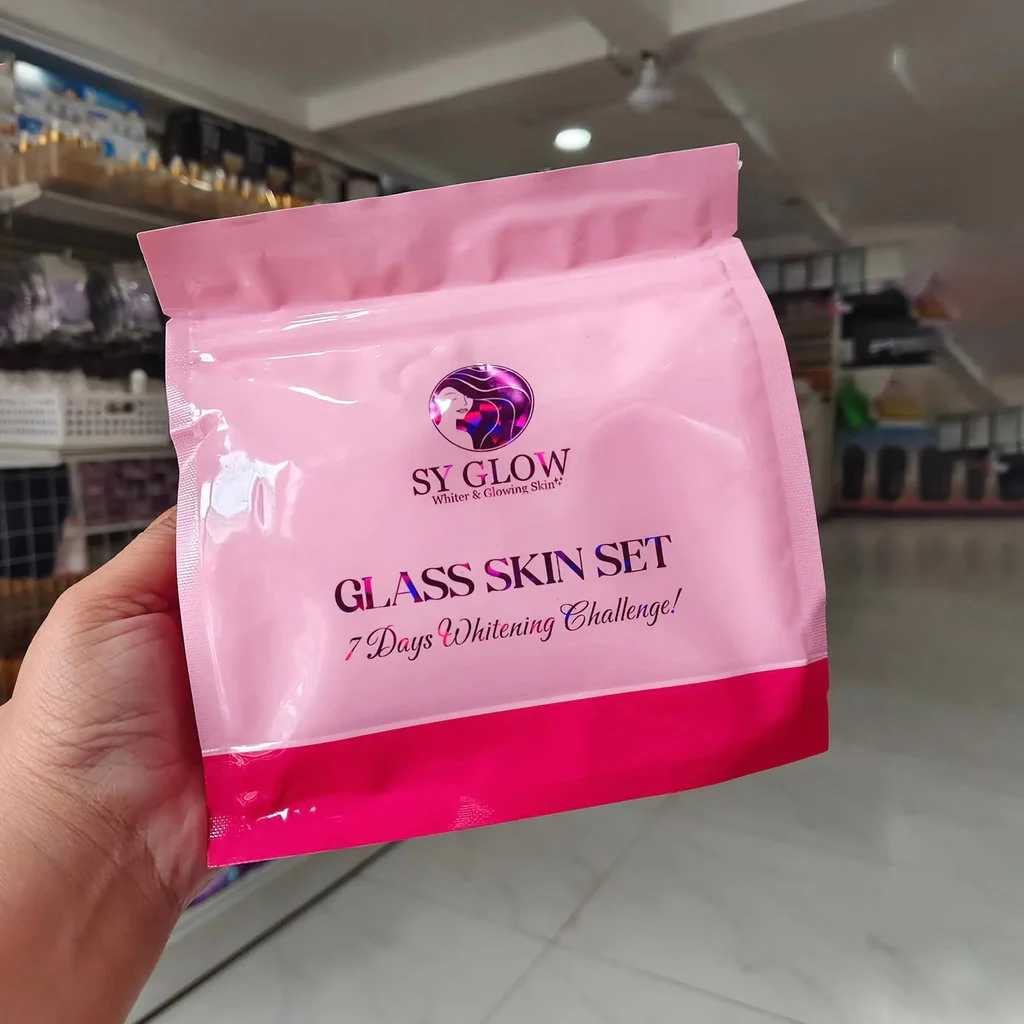 SY GLOW
Whiter & Glowing Skin
GLASS SKIN SET
7 Days Whitening Challenge!